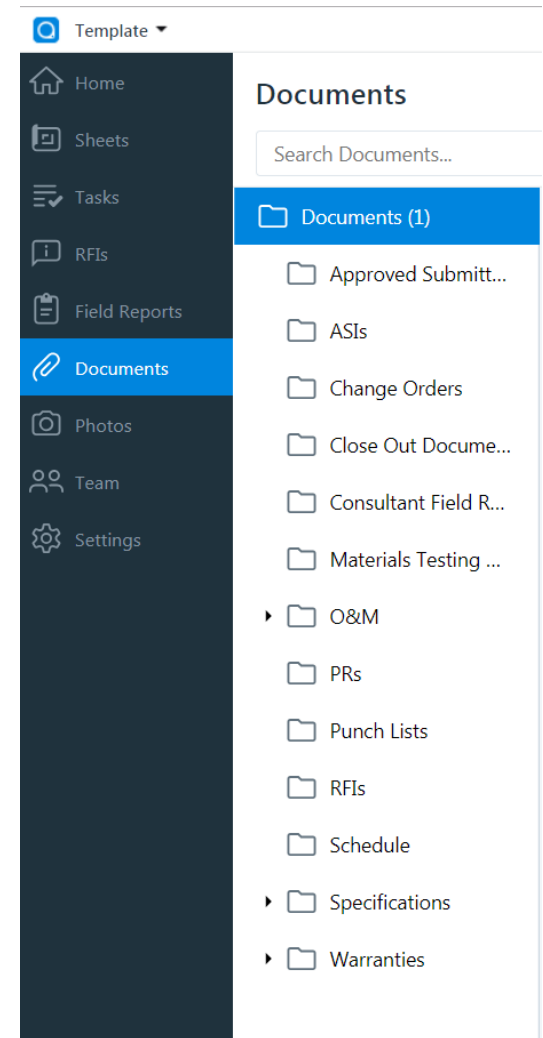 Template
Home
Sheets
Tasks
RFIs
Field Reports
Documents
Photos
Team
Settings
Documents
Search Documents...
Documents (1)
Approved Submitt...
ASIs
Change Orders
Close Out Docume...
Consultant Field R...
Materials Testing ...
O&M
PRs
Punch Lists
RFIs
Schedule
Specifications
Warranties